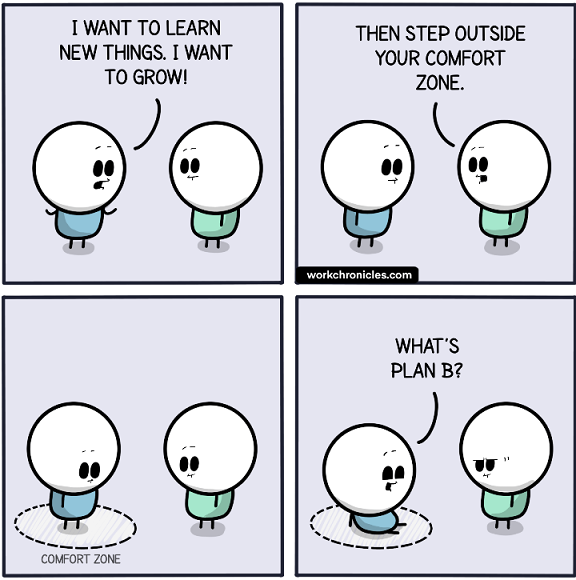 I WANT TO LEARN
NEW THINGS. I WANT
TO GROW!
THEN STEP OUTSIDE
YOUR COMFORT
ZONE.
workchronicles.com
COMFORT ZONE
WHAT'S
PLAN B?